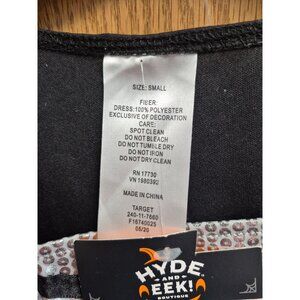 SIZE: SMALL
FIBER:
DRESS:100% POLYESTER
EXCLUSIVE OF DECORATION
CARE:
SPOT CLEAN
DO NOT BLEACH
DO NOT TUMBLE DRY
DO NOT IRON
DO NOT DRY CLEAN
RN 17730
VN 1980392
MADE IN CHINA
TARGET
240-11-7660
F16740025
05/20
HYDE
AND
EEK!
BOUTIQUE